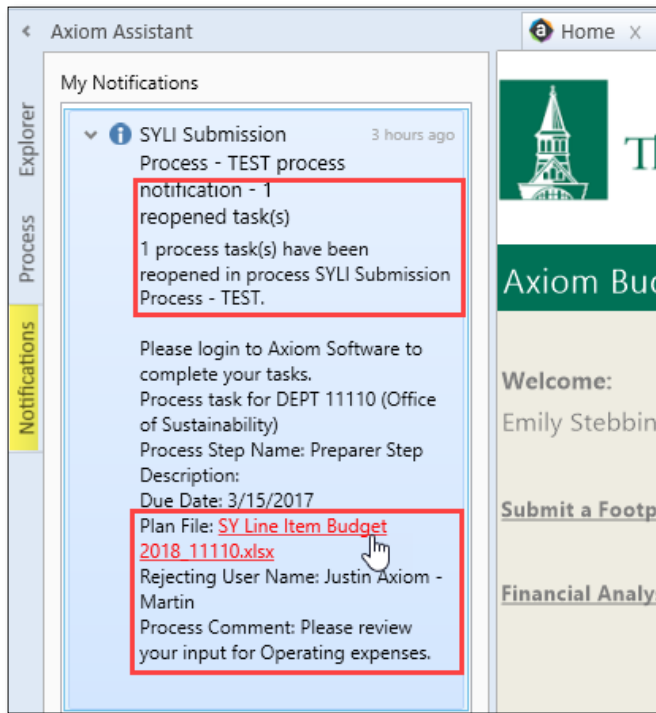 Axiom Assistant
Home X
My Notifications
Explorer
Process
Notifications
SYLI Submission 3 hours ago
Process - TEST process
notification - 1
reopened task(s)
1 process task(s) have been
reopened in process SYLI Submission
Process - TEST.
Please login to Axiom Software to
complete your tasks.
Process task for DEPT 11110 (Office
of Sustainability)
Process Step Name: Preparer Step
Description:
Due Date: 3/15/2017
Plan File: SY Line Item Budget
2018_11110.xlsx
Rejecting User Name: Justin Axiom -
Martin
Process Comment: Please review
your input for Operating expenses.
Th
Axiom Bud
Welcome:
Emily Stebbin
Submit a Footp
Financial Analy